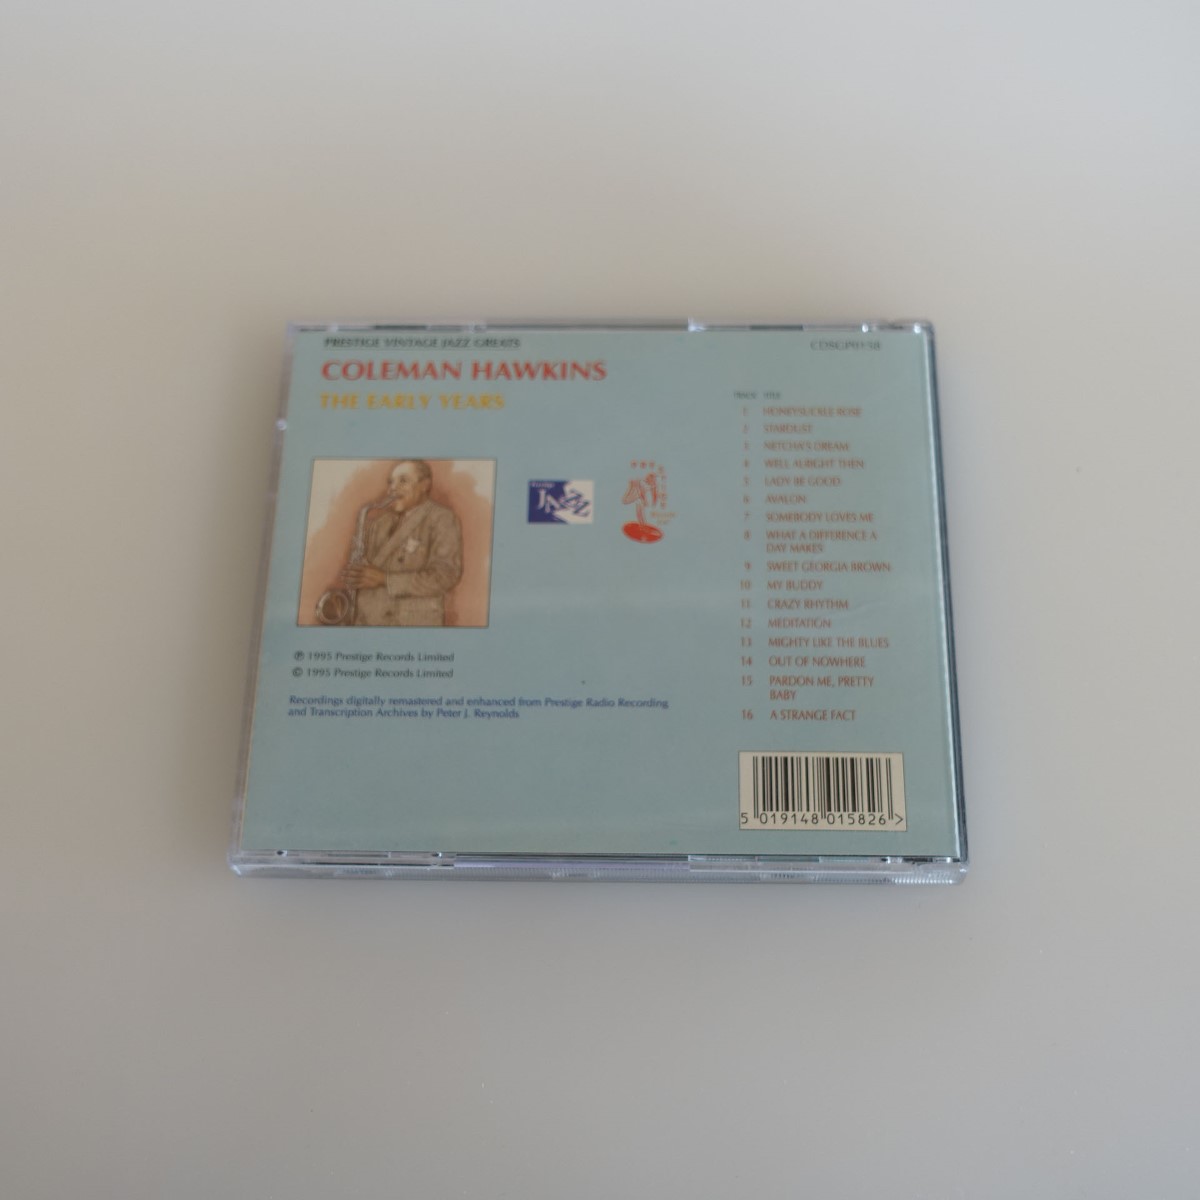 PRESTIGE VINTAGE JAZZ GREATS
COLEMAN HAWKINS
THE EARLY YEARS
Prestige
JAZZ
℗ 1995 Prestige Records Limited
© 1995 Prestige Records Limited
Recordings digitally remastered and enhanced from Prestige Radio Recording
and Transcription Archives by Peter J. Reynolds
TRACK TITLE
1 HONEYSUCKLE ROSE
2 STARDUST
3 NETCHA'S DREAM
4 WELL ALRIGHT THEN
5 LADY BE GOOD
6 AVALON
7 SOMEBODY LOVES ME
8 WHAT A DIFFERENCE A
DAY MAKES
9 SWEET GEORGIA BROWN
10 MY BUDDY
11 CRAZY RHYTHM
12 MEDITATION
13 MIGHTY LIKE THE BLUES
14 OUT OF NOWHERE
15 PARDON ME, PRETTY
BABY
16 A STRANGE FACT
5 019148 015826 >